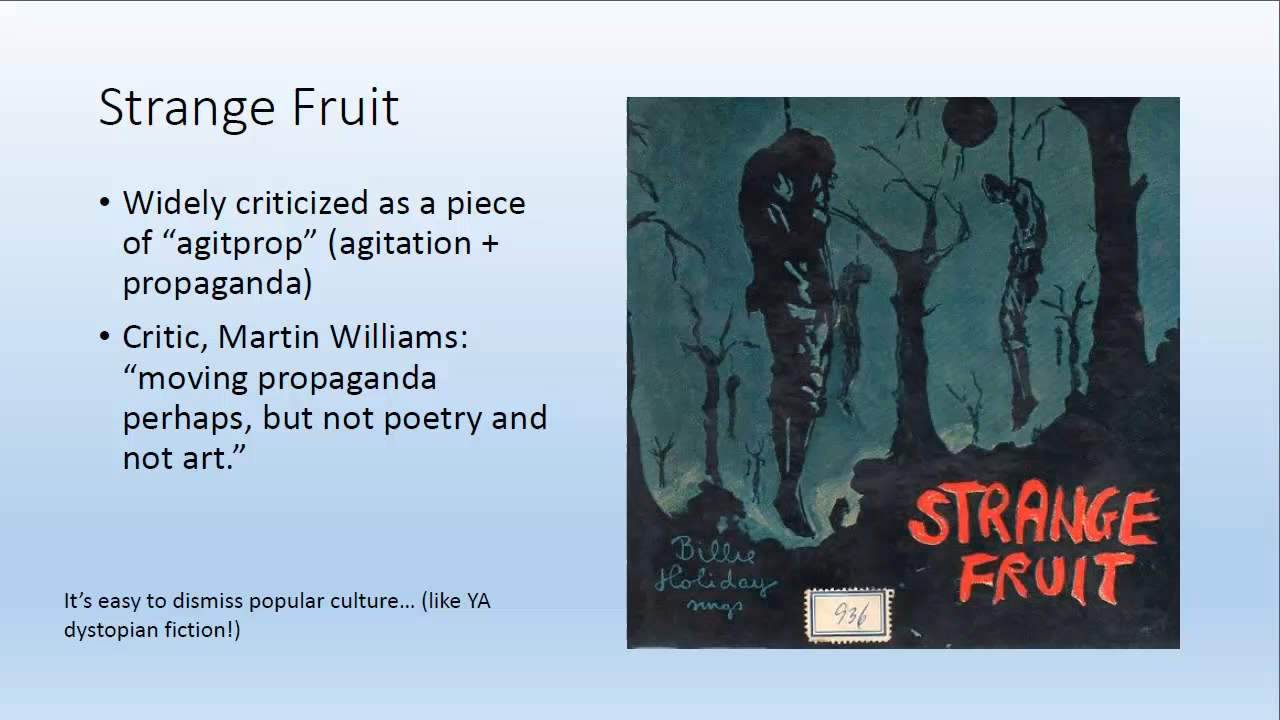 Strange Fruit
• Widely criticized as a piece
of “agitprop” (agitation +
propaganda)
• Critic, Martin Williams:
“moving propaganda
perhaps, but not poetry and
not art.”
It’s easy to dismiss popular culture... (like YA
dystopian fiction!)
Billie
Holiday
sings
STRANGE
FRUIT
936